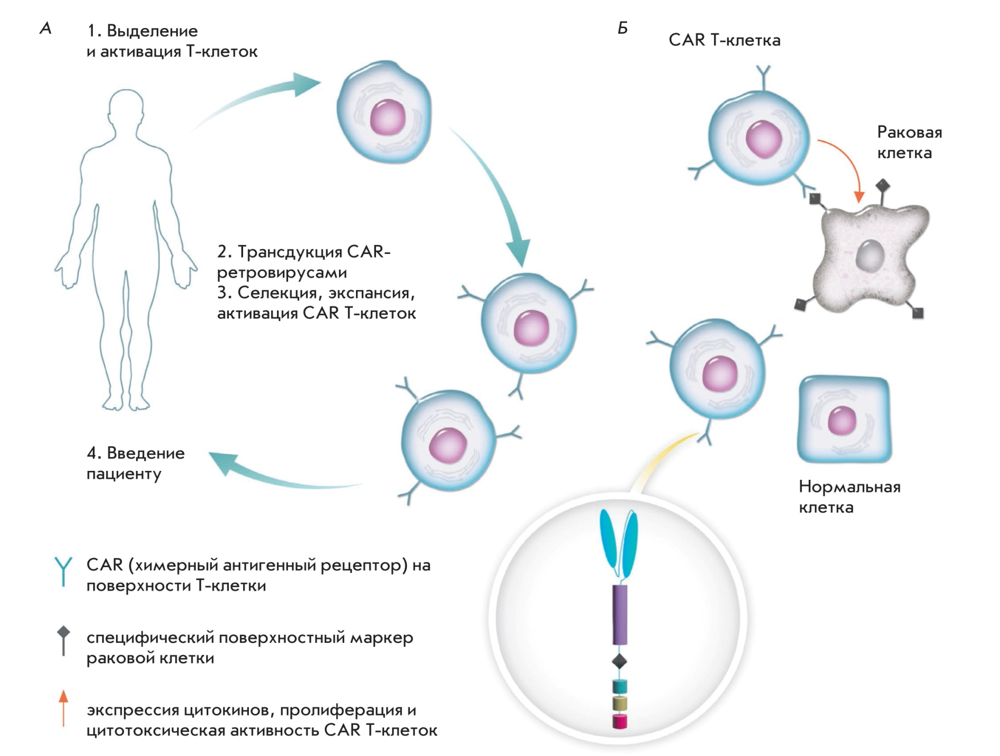 А
1. Выделение
и активация Т-клеток
2. Трансдукция CAR-
ретровирусами
3. Селекция, экспансия,
активация CAR Т-клеток
4. Введение
пациенту
Б
CAR Т-клетка
Раковая
клетка
Нормальная
клетка
CAR (химерный антигенный рецептор) на
поверхности Т-клетки
специфический поверхностный маркер
раковой клетки
экспрессия цитокинов, пролиферация и
цитотоксическая активность CAR Т-клеток